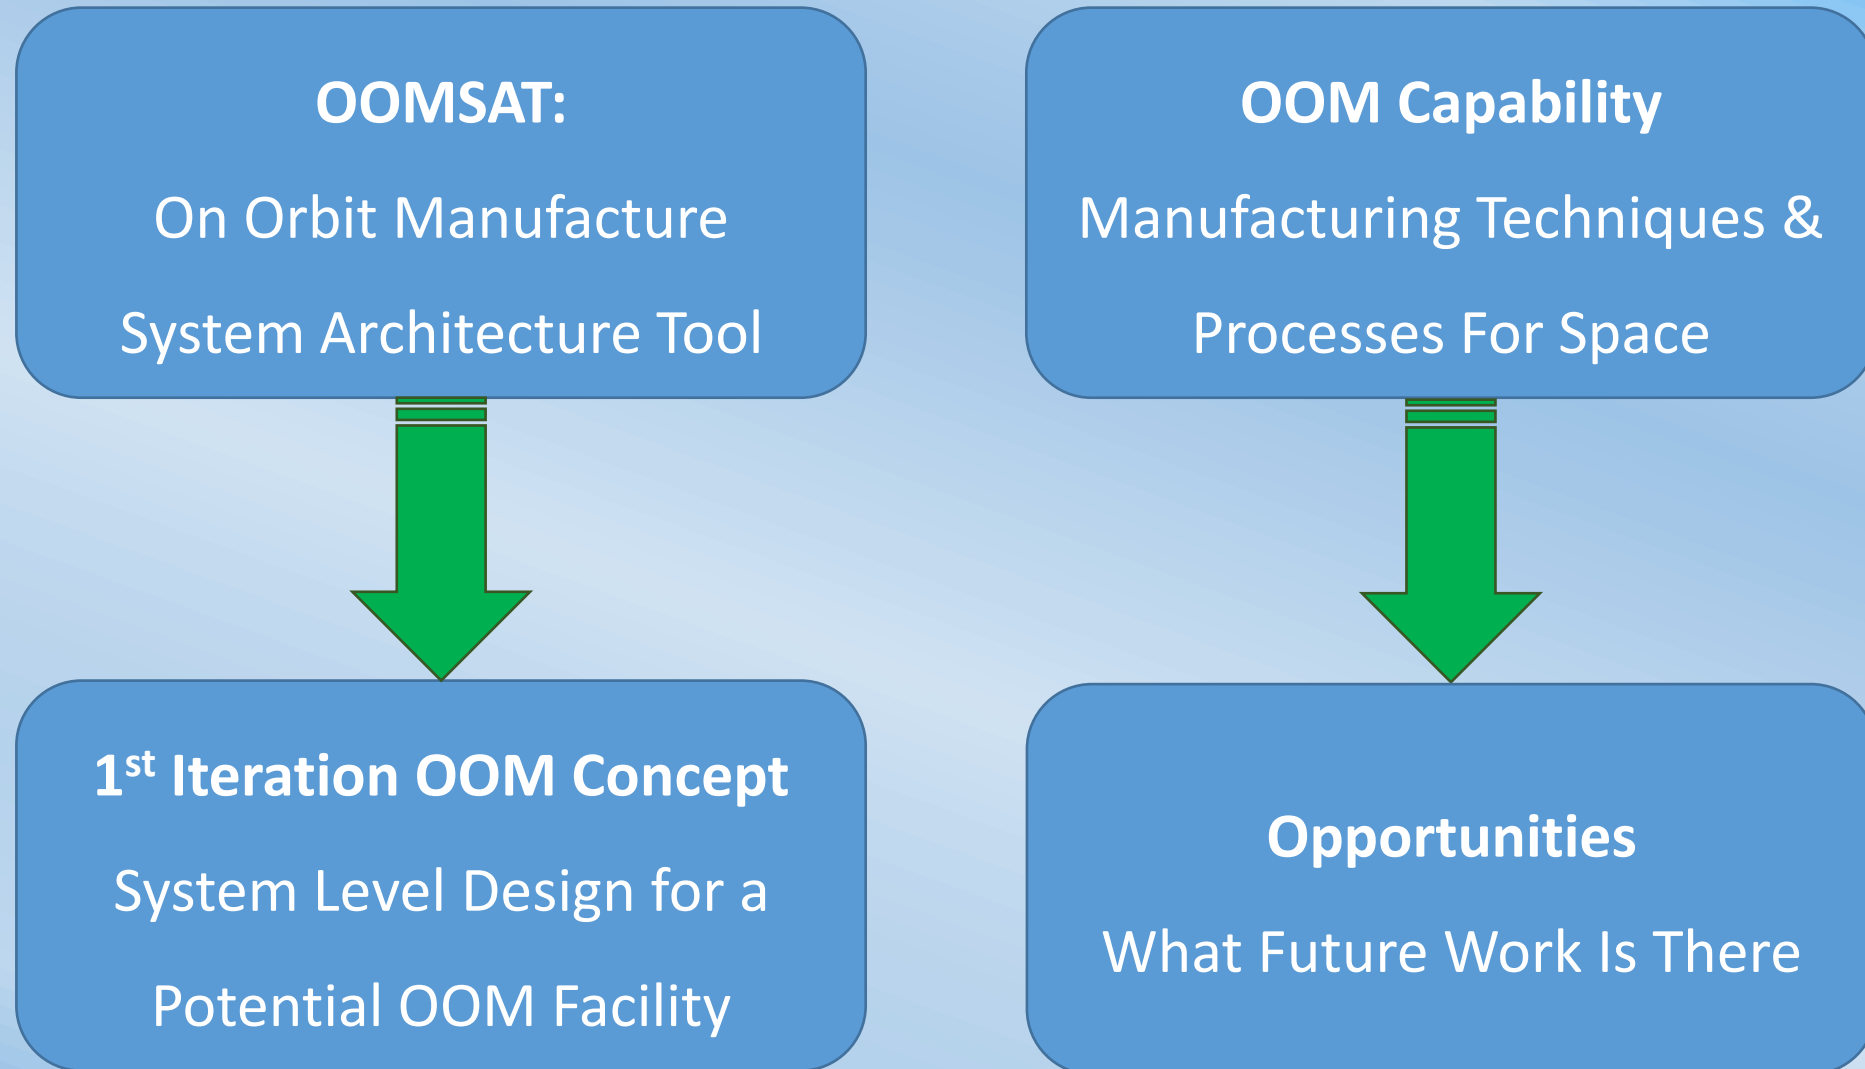 OOMSAT:
On Orbit Manufacture
System Architecture Tool
OOM Capability
Manufacturing Techniques &
Processes For Space
1st Iteration OOM Concept
System Level Design for a
Potential OOM Facility
Opportunities
What Future Work Is There